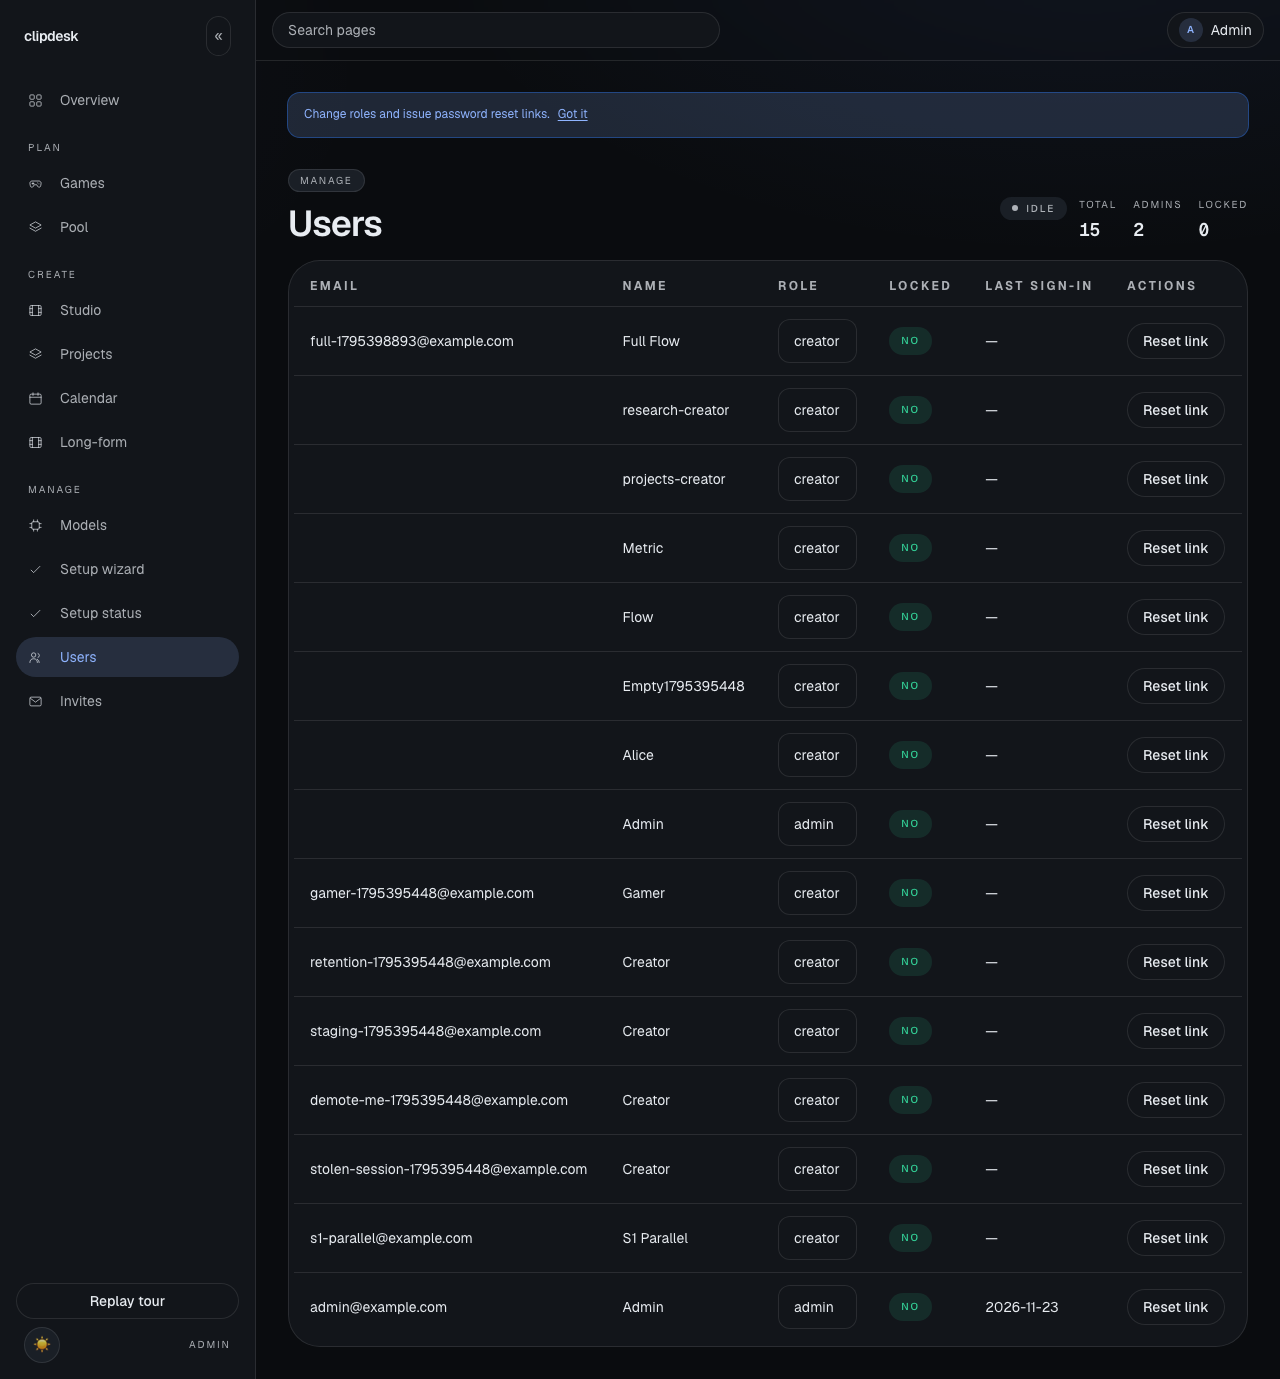 clipdesk
«
Overview
PLAN
Games
Pool
CREATE
Studio
Projects
Calendar
Long-form
MANAGE
Models
Setup wizard
Setup status
Users
Invites
Replay tour
ADMIN
Search pages
A Admin
Change roles and issue password reset links. Got it
MANAGE
Users
IDLE
TOTAL ADMINS LOCKED
15 2 0
EMAIL NAME ROLE LOCKED LAST SIGN-IN ACTIONS
full-1795398893@example.com Full Flow creator NO — Reset link
research-creator creator NO — Reset link
projects-creator creator NO — Reset link
Metric creator NO — Reset link
Flow creator NO — Reset link
Empty1795395448 creator NO — Reset link
Alice creator NO — Reset link
Admin admin NO — Reset link
gamer-1795395448@example.com Gamer creator NO — Reset link
retention-1795395448@example.com Creator creator NO — Reset link
staging-1795395448@example.com Creator creator NO — Reset link
demote-me-1795395448@example.com Creator creator NO — Reset link
stolen-session-1795395448@example.com Creator creator NO — Reset link
s1-parallel@example.com S1 Parallel creator NO — Reset link
admin@example.com Admin admin NO 2026-11-23 Reset link